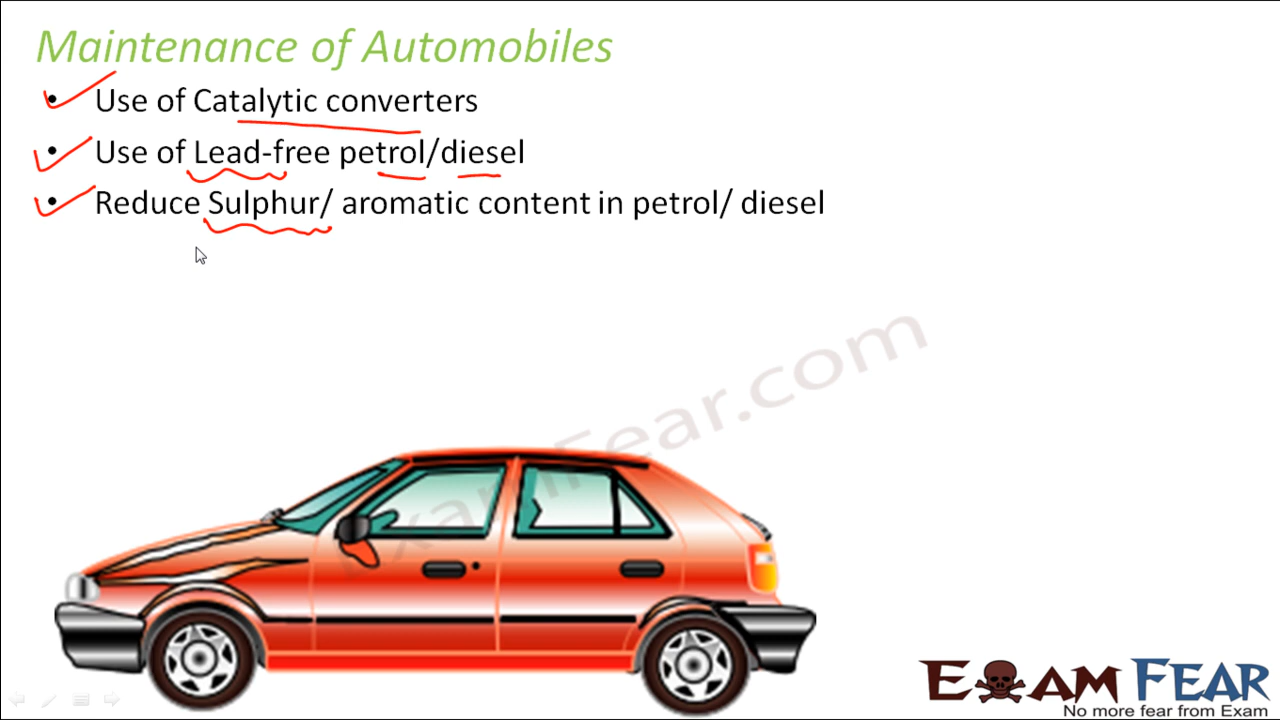 Maintenance of Automobiles
• Use of Catalytic converters
• Use of Lead-free petrol/diesel
• Reduce Sulphur/ aromatic content in petrol/ diesel
ExamFear.com
EXAM FEAR
No more fear from Exam